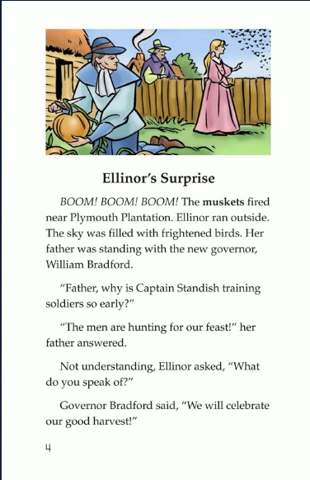 Ellinor's Surprise
BOOM! BOOM! BOOM! The muskets fired
near Plymouth Plantation. Ellinor ran outside.
The sky was filled with frightened birds. Her
father was standing with the new governor,
William Bradford.
“Father, why is Captain Standish training
soldiers so early?”
“The men are hunting for our feast!” her
father answered.
Not understanding, Ellinor asked, “What
do you speak of?”
Governor Bradford said, “We will celebrate
our good harvest!”
4